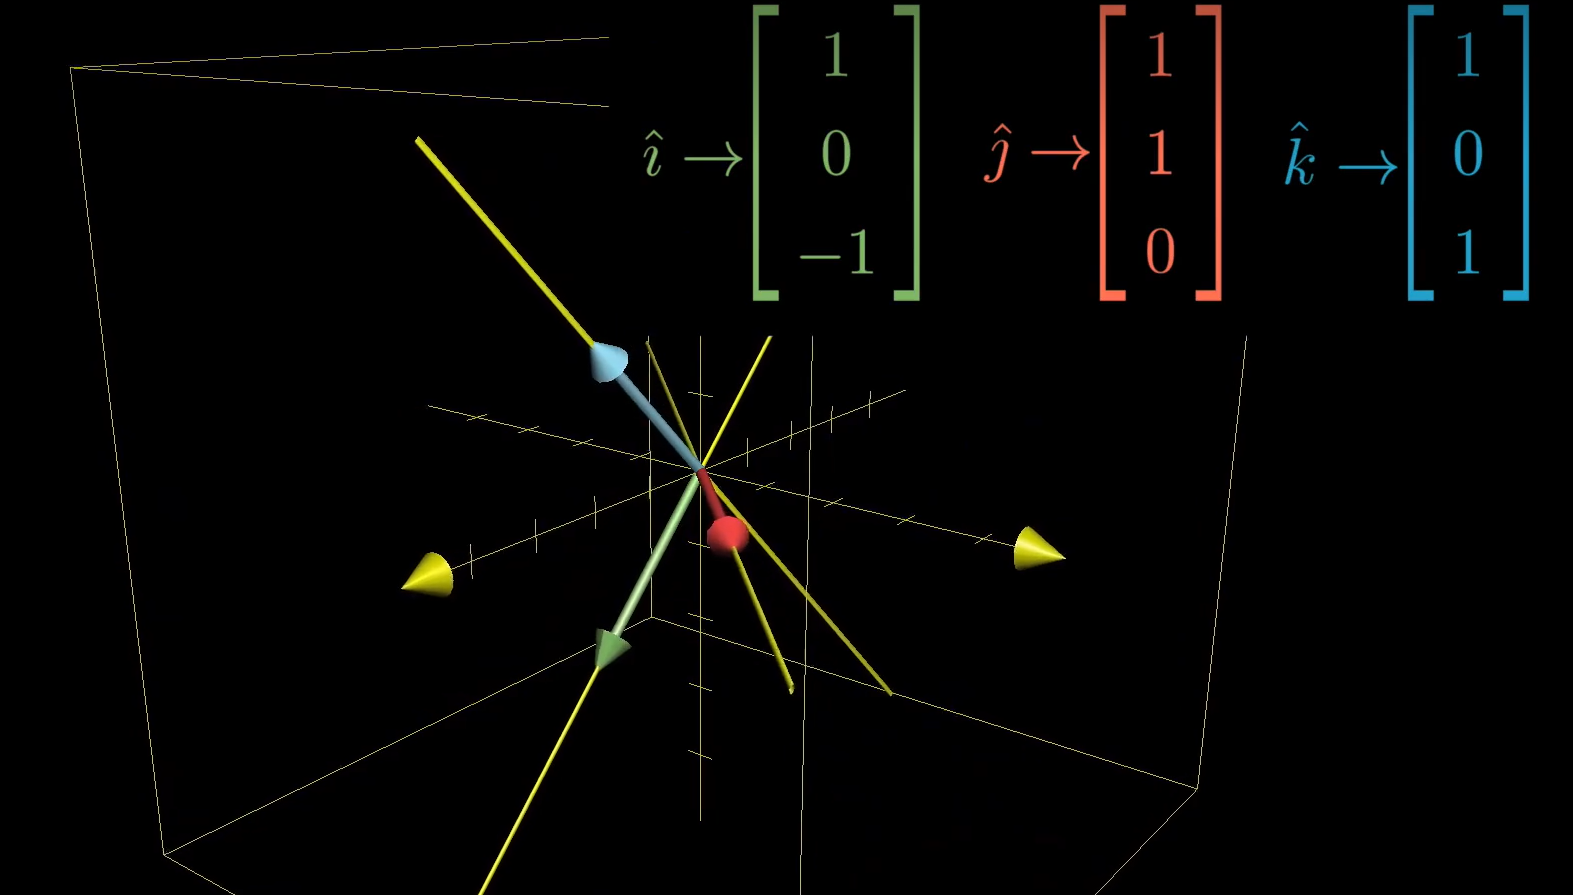 î → [1 0 −1] ĵ → [1 1 0] k̂ → [1 0 1]